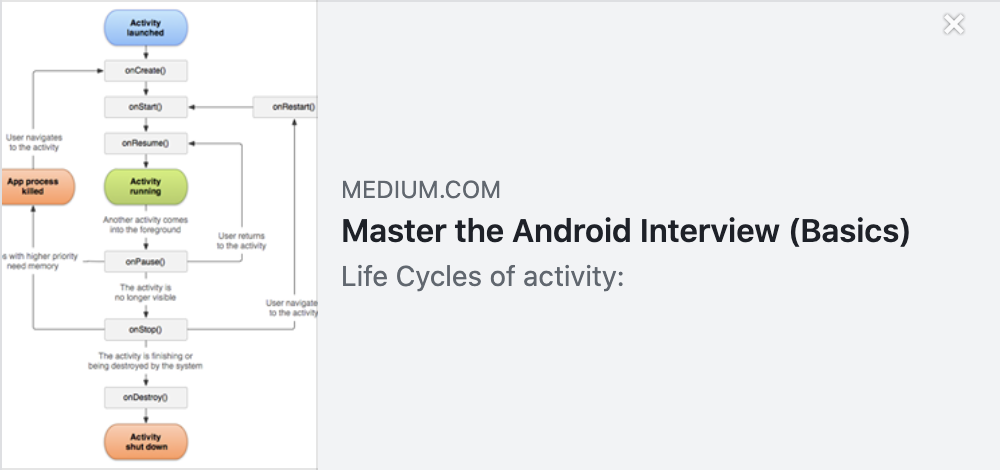 Activity
launched
onCreate()
onStart()
onRestart()
User navigates
to the activity
onResume()
App process
killed
Activity
running
Another activity comes
into the foreground
User returns
to the activity
s with higher priority
need memory
onPause()
The activity is
no longer visible
User navigate
to the activity
onStop()
The activity is finishing or
being destroyed by the system
onDestroy()
Activity
shut down
MEDIUM.COM
Master the Android Interview (Basics)
Life Cycles of activity: